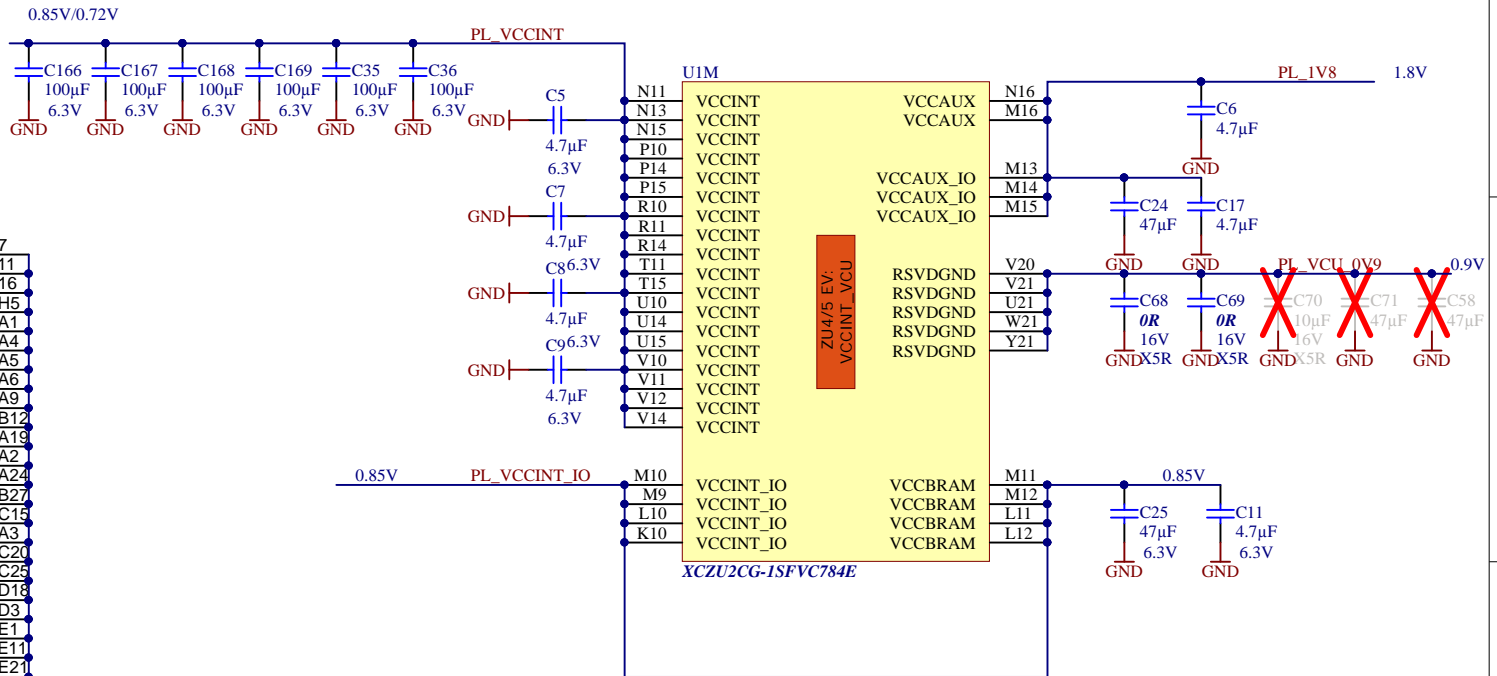 0.85V/0.72V
PL_VCCINT
C166
100µF
6.3V
GND
C167
100µF
6.3V
GND
C168
100µF
6.3V
GND
C169
100µF
6.3V
GND
C35
100µF
6.3V
GND
C36
100µF
6.3V
GND
GND
C5
4.7µF
6.3V
GND
C7
4.7µF
6.3V
GND
C8
4.7µF
6.3V
GND
C9
4.7µF
6.3V
U1M
N11 VCCINT
N13 VCCINT
N15 VCCINT
P10 VCCINT
P14 VCCINT
P15 VCCINT
R10 VCCINT
R11 VCCINT
R14 VCCINT
T11 VCCINT
T15 VCCINT
U10 VCCINT
U14 VCCINT
U15 VCCINT
V10 VCCINT
V11 VCCINT
V12 VCCINT
V14 VCCINT
0.85V PL_VCCINT_IO
M10 VCCINT_IO
M9 VCCINT_IO
L10 VCCINT_IO
K10 VCCINT_IO
ZU4/5 EV:
VCCINT_VCU
VCCAUX N16
VCCAUX M16
VCCAUX_IO M13
VCCAUX_IO M14
VCCAUX_IO M15
RSVDGND V20
RSVDGND V21
RSVDGND U21
RSVDGND W21
RSVDGND Y21
VCCBRAM M11
VCCBRAM M12
VCCBRAM L11
VCCBRAM L12
XCZU2CG-1SFVC784E
PL_1V8 1.8V
C6
4.7µF
GND
C24
47µF
GND
C17
4.7µF
GND
PL_VCU_0V9 0.9V
C68
0R
16V
X5R
GND
C69
0R
16V
X5R
GND
C70
10µF
16V
X5R
GND
C71
47µF
GND
C58
47µF
GND
0.85V
C25
47µF
6.3V
GND
C11
4.7µF
6.3V
GND
7
11
16
H5
A1
A4
A5
A6
A9
B12
A19
A2
A24
B27
C15
A3
C20
C25
D18
D3
E1
E11
E21